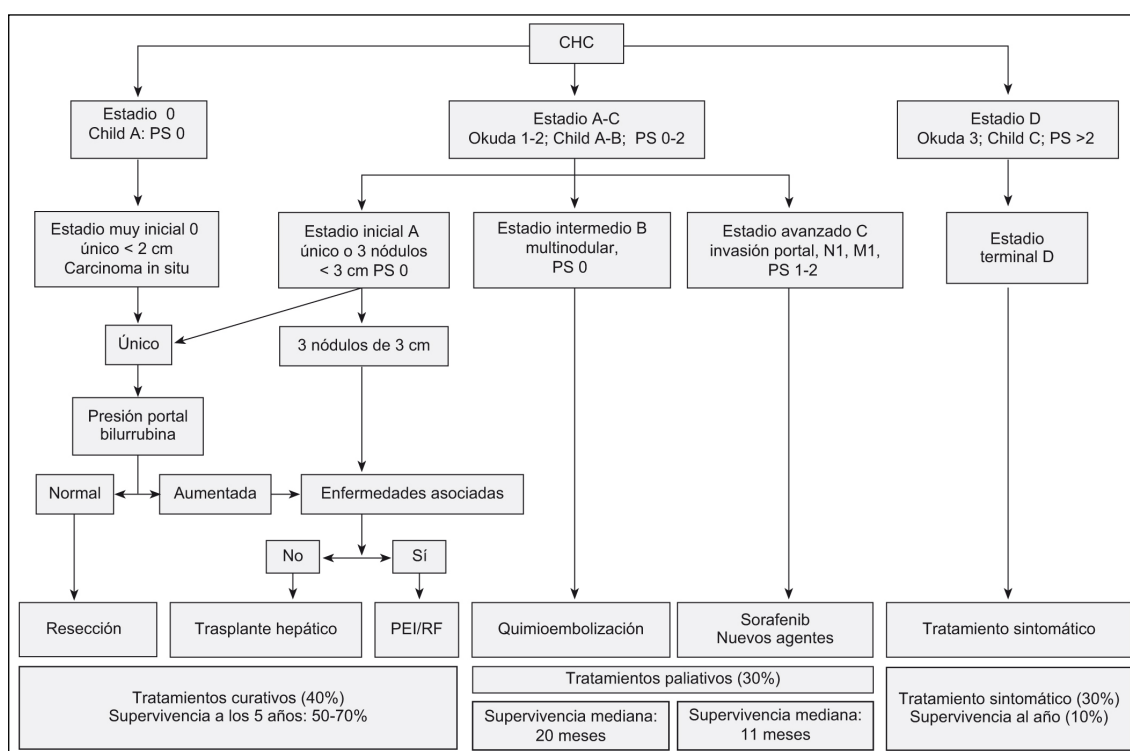 CHC
Estadio 0
Child A: PS 0
Estadio A-C
Okuda 1-2; Child A-B; PS 0-2
Estadio D
Okuda 3; Child C; PS >2
Estadio muy inicial 0
único < 2 cm
Carcinoma in situ
Estadio inicial A
único o 3 nódulos
< 3 cm PS 0
Estadio intermedio B
multinodular,
PS 0
Estadio avanzado C
invasión portal, N1, M1,
PS 1-2
Estadio
terminal D
Único
3 nódulos de 3 cm
Presión portal
bilurrubina
Normal
Aumentada
Enfermedades asociadas
No
Sí
Resección
Trasplante hepático
PEI/RF
Quimioembolización
Sorafenib
Nuevos agentes
Tratamiento sintomático
Tratamientos curativos (40%)
Supervivencia a los 5 años: 50-70%
Tratamientos paliativos (30%)
Supervivencia mediana:
20 meses
Supervivencia mediana:
11 meses
Tratamiento sintomático (30%)
Supervivencia al año (10%)